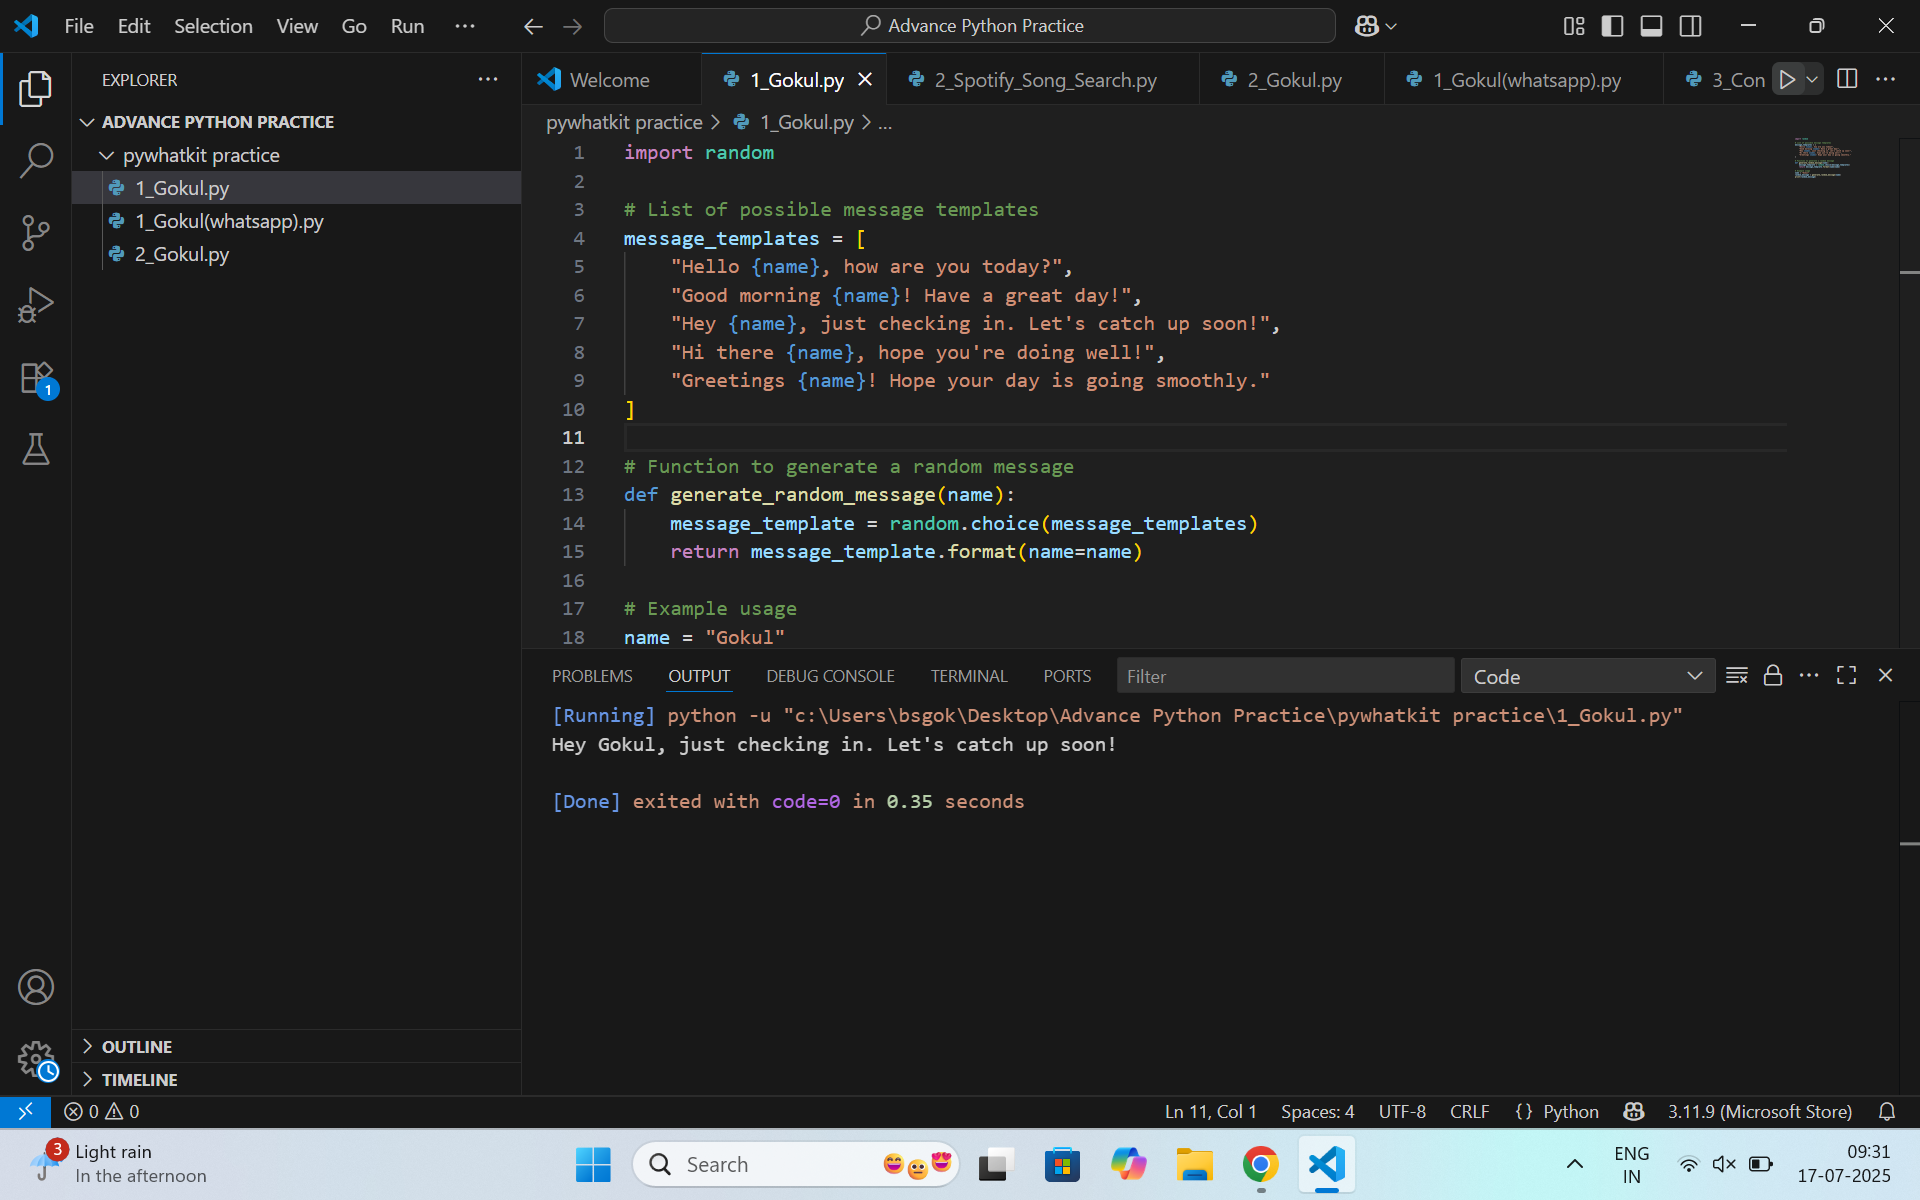 File Edit Selection View Go Run ...
Advance Python Practice
EXPLORER
ADVANCE PYTHON PRACTICE
pywhatkit practice
1_Gokul.py
1_Gokul(whatsapp).py
2_Gokul.py
1
OUTLINE
TIMELINE
Welcome 1_Gokul.py 2_Spotify_Song_Search.py 2_Gokul.py 1_Gokul(whatsapp).py 3_Con
pywhatkit practice > 1_Gokul.py > ...
1 import random
2
3 # List of possible message templates
4 message_templates = [
5     "Hello {name}, how are you today?",
6     "Good morning {name}! Have a great day!",
7     "Hey {name}, just checking in. Let's catch up soon!",
8     "Hi there {name}, hope you're doing well!",
9     "Greetings {name}! Hope your day is going smoothly."
10 ]
11
12 # Function to generate a random message
13 def generate_random_message(name):
14     message_template = random.choice(message_templates)
15     return message_template.format(name=name)
16
17 # Example usage
18 name = "Gokul"
PROBLEMS OUTPUT DEBUG CONSOLE TERMINAL PORTS Filter Code
[Running] python -u "c:\Users\bsgok\Desktop\Advance Python Practice\pywhatkit practice\1_Gokul.py"
Hey Gokul, just checking in. Let's catch up soon!
[Done] exited with code=0 in 0.35 seconds
0 0 Ln 11, Col 1 Spaces: 4 UTF-8 CRLF {} Python 3.11.9 (Microsoft Store)
3
Light rain
In the afternoon
Search
ENG
IN
09:31
17-07-2025